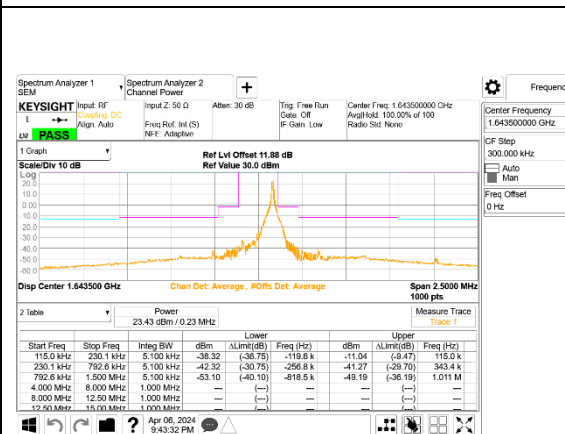 Spectrum Analyzer 1
SEM
Spectrum Analyzer 2
Channel Power
+
Frequen
KEYSIGHT
Input: RF
Coupling: DC
Align: Auto
Input Z: 50 Ω
Freq Ref: Int (S)
NFE: Adaptive
Atten: 30 dB
Trig: Free Run
Gate: Off
IF Gain: Low
Center Freq: 1.643500000 GHz
Avg|Hold: 100.00% of 100
Radio Std: None
PASS
Center Frequency
1.643500000 GHz
CF Step
300.000 kHz
Auto
Man
Freq Offset
0 Hz
1 Graph
Scale/Div 10 dB
Ref Lvl Offset 11.88 dB
Ref Value 30.0 dBm
Log
20.0
10.0
0.00
-10.0
-20.0
-30.0
-40.0
-50.0
-60.0
Disp Center 1.643500 GHz
Chan Det: Average, #Offs Det: Average
Span 2.5000 MHz
1000 pts
2 Table
Power
23.43 dBm / 0.23 MHz
Measure Trace
Trace 1
Lower Upper
Start Freq Stop Freq Integ BW dBm ΔLimit(dB) Freq (Hz) dBm ΔLimit(dB) Freq (Hz)
115.0 kHz 230.1 kHz 5.100 kHz -38.32 (-36.75) -119.6 k -11.04 (-9.47) 115.0 k
230.1 kHz 792.6 kHz 5.100 kHz -42.32 (-30.75) -256.8 k -41.27 (-29.70) 343.4 k
792.6 kHz 1.500 MHz 5.100 kHz -53.10 (-40.10) -818.5 k -49.19 (-36.19) 1.011 M
4.000 MHz 8.000 MHz 1.000 MHz --- (---) --- (---)
8.000 MHz 12.50 MHz 1.000 MHz --- (---) --- (---)
12.50 MHz 15.00 MHz 1.000 MHz --- (---) --- (---)
?
Apr 06, 2024
9:43:32 PM